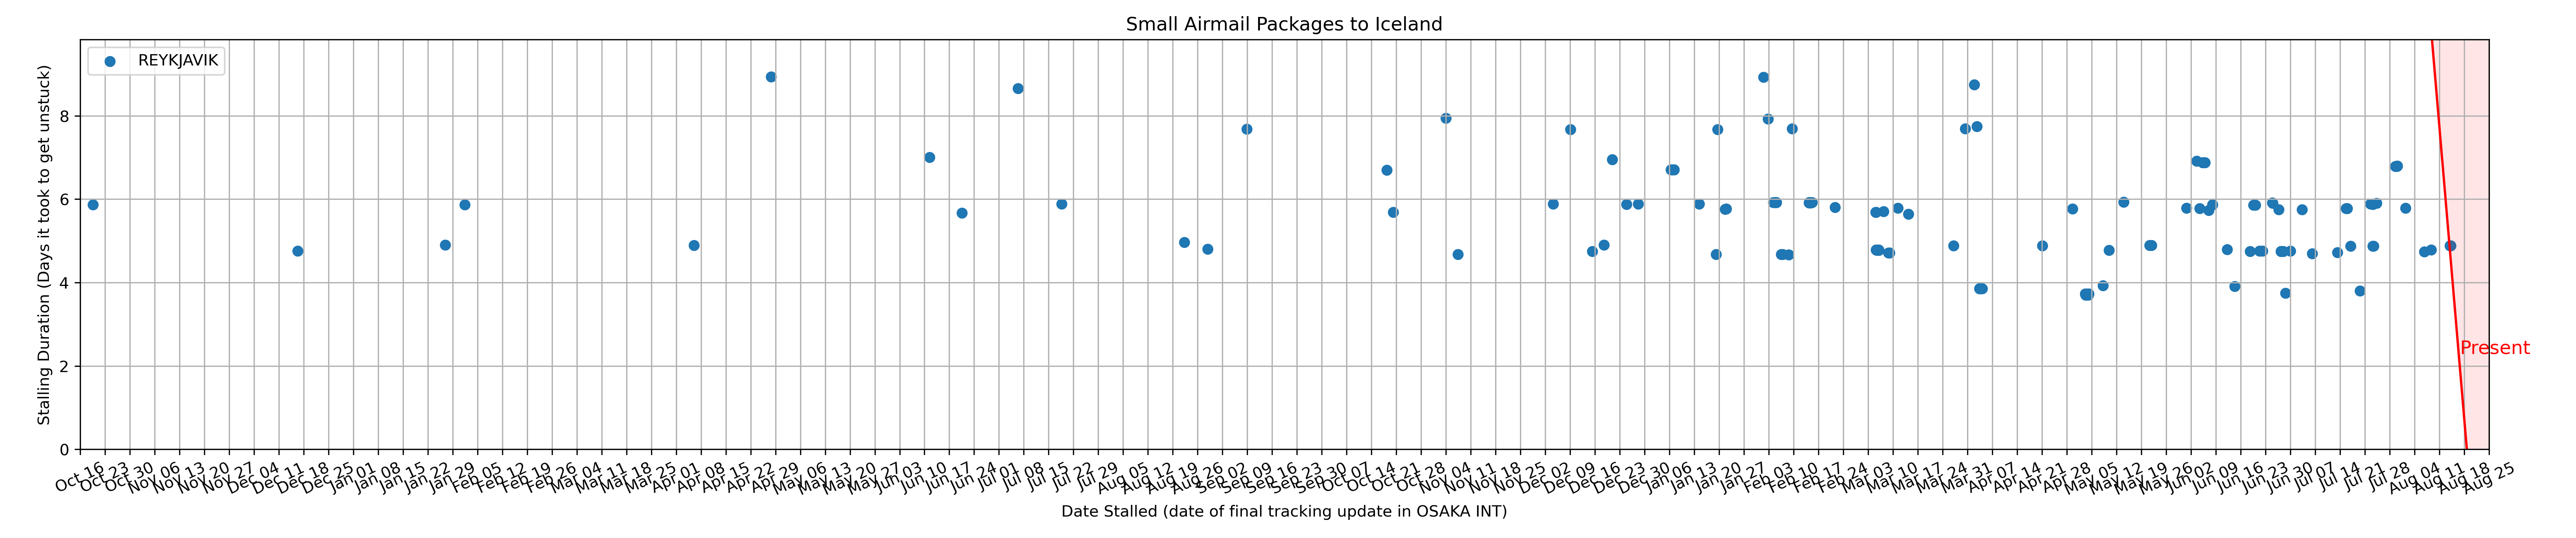 Small Airmail Packages to Iceland
REYKJAVIK
Stalling Duration (Days it took to get unstuck)
8
6
4
2
0
Present
Oct 16 Oct 23 Oct 30 Nov 06 Nov 13 Nov 20 Nov 27 Dec 04 Dec 11 Dec 18 Dec 25 Jan 01 Jan 08 Jan 15 Jan 22 Jan 29 Feb 05 Feb 12 Feb 19 Feb 26 Mar 04 Mar 11 Mar 18 Mar 25 Apr 01 Apr 08 Apr 15 Apr 22 Apr 29 May 06 May 13 May 20 May 27 Jun 03 Jun 10 Jun 17 Jun 24 Jul 01 Jul 08 Jul 15 Jul 22 Jul 29 Aug 05 Aug 12 Aug 19 Aug 26 Sep 02 Sep 09 Sep 16 Sep 23 Sep 30 Oct 07 Oct 14 Oct 21 Oct 28 Nov 04 Nov 11 Nov 18 Nov 25 Dec 02 Dec 09 Dec 16 Dec 23 Dec 30 Jan 06 Jan 13 Jan 20 Jan 27 Feb 03 Feb 10 Feb 17 Feb 24 Mar 03 Mar 10 Mar 17 Mar 24 Mar 31 Apr 07 Apr 14 Apr 21 Apr 28 May 05 May 12 May 19 May 26 Jun 02 Jun 09 Jun 16 Jun 23 Jun 30 Jul 07 Jul 14 Jul 21 Jul 28 Aug 04 Aug 11 Aug 18 Aug 25
Date Stalled (date of final tracking update in OSAKA INT)